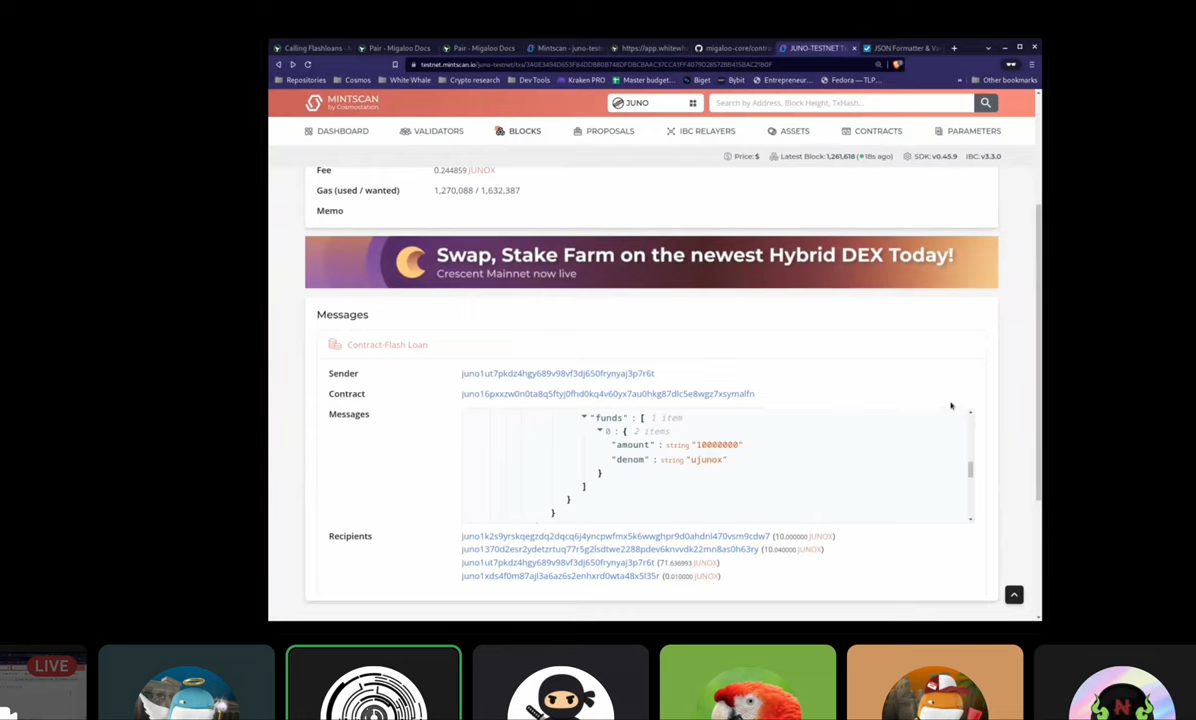 Calling Flashloans -
Pair - Migaloo Docs
Pair - Migaloo Docs
Mintscan - juno-test
https://app.whitewh
migaloo-core/contra
JUNO-TESTNET T
JSON Formatter & Va
Repositories
Cosmos
White Whale
Crypto research
Dev Tools
Kraken PRO
Master budget...
Biget
Bybit
Entrepreneur...
Fedora — TLP...
Other bookmarks
MINTSCAN
by Cosmostation
JUNO
Search by Address, Block Height, TxHash...
DASHBOARD
VALIDATORS
BLOCKS
PROPOSALS
IBC RELAYERS
ASSETS
CONTRACTS
PARAMETERS
Price: $
Latest Block: 1,261,618 (18s ago)
SDK: v0.45.9
IBC: v3.3.0
Fee
0.244859 JUNOX
Gas (used / wanted)
1,270,088 / 1,632,387
Memo
Swap, Stake Farm on the newest Hybrid DEX Today!
Crescent Mainnet now live
Messages
Contract-Flash Loan
Sender
juno1ut7pkdz4hgy689v98vf3dj650frynyaj3p7r6t
Contract
juno16pxxzw0n0ta8q5ftyj0fhd0kq4v60yx7au0hkg87dlc5e8wgz7xsymalfn
Messages
"funds" : [ 1 item
0 : { 2 items
"amount" : string "10000000"
"denom" : string "ujunox"
}
]
}
}
Recipients
juno1k2s9yrskqegzdq2dqcq6j4yncpwfmx5k6wwghpr9d0ahdnl470vsm9cdw7 (10.000000 JUNOX)
juno1370d2esr2ydetzrtuq77r5g2lsdtwe2288pdev6knvvdk22mn8as0h63ry (10.040000 JUNOX)
juno1ut7pkdz4hgy689v98vf3dj650frynyaj3p7r6t (71.636993 JUNOX)
juno1xds4f0m87ajl3a6az6s2enhxrd0wta48x5l35r (0.010000 JUNOX)
LIVE